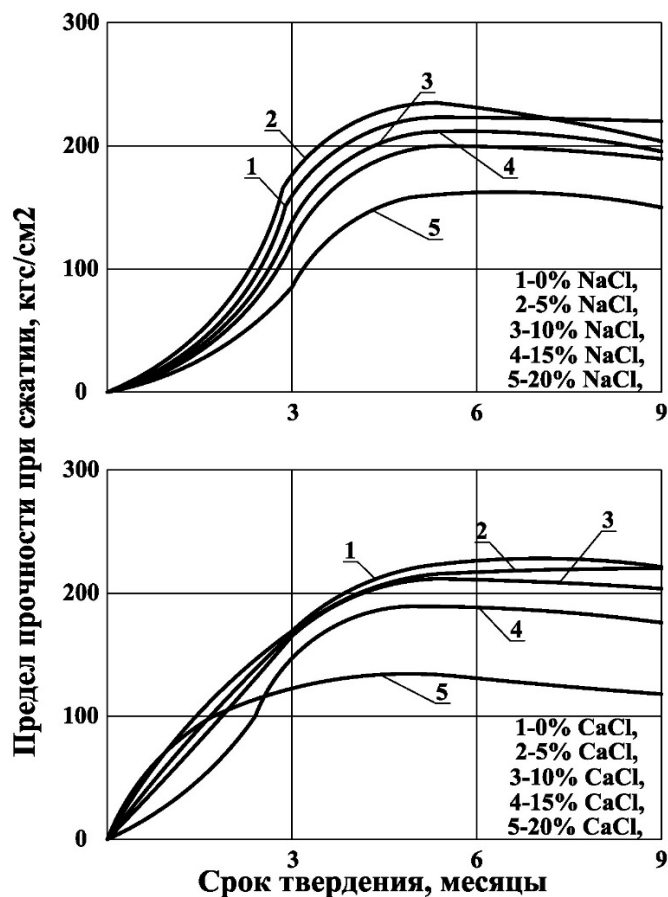 Предел прочности при сжатии, кгс/см2
300
200
100
0
3
6
9
1
2
3
4
5
1-0% NaCl,
2-5% NaCl,
3-10% NaCl,
4-15% NaCl,
5-20% NaCl,
300
200
100
0
3
6
9
1
2
3
4
5
1-0% CaCl,
2-5% CaCl,
3-10% CaCl,
4-15% CaCl,
5-20% CaCl,
Срок твердения, месяцы